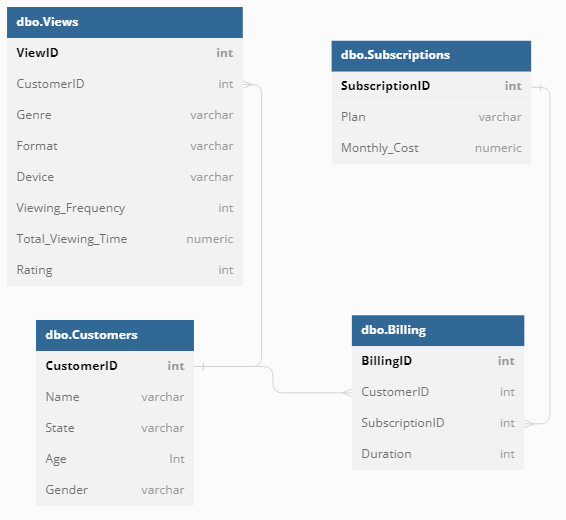 dbo.Views
ViewID int
CustomerID int
Genre varchar
Format varchar
Device varchar
Viewing_Frequency int
Total_Viewing_Time numeric
Rating int
dbo.Subscriptions
SubscriptionID int
Plan varchar
Monthly_Cost numeric
dbo.Customers
CustomerID int
Name varchar
State varchar
Age Int
Gender varchar
dbo.Billing
BillingID int
CustomerID int
SubscriptionID int
Duration int